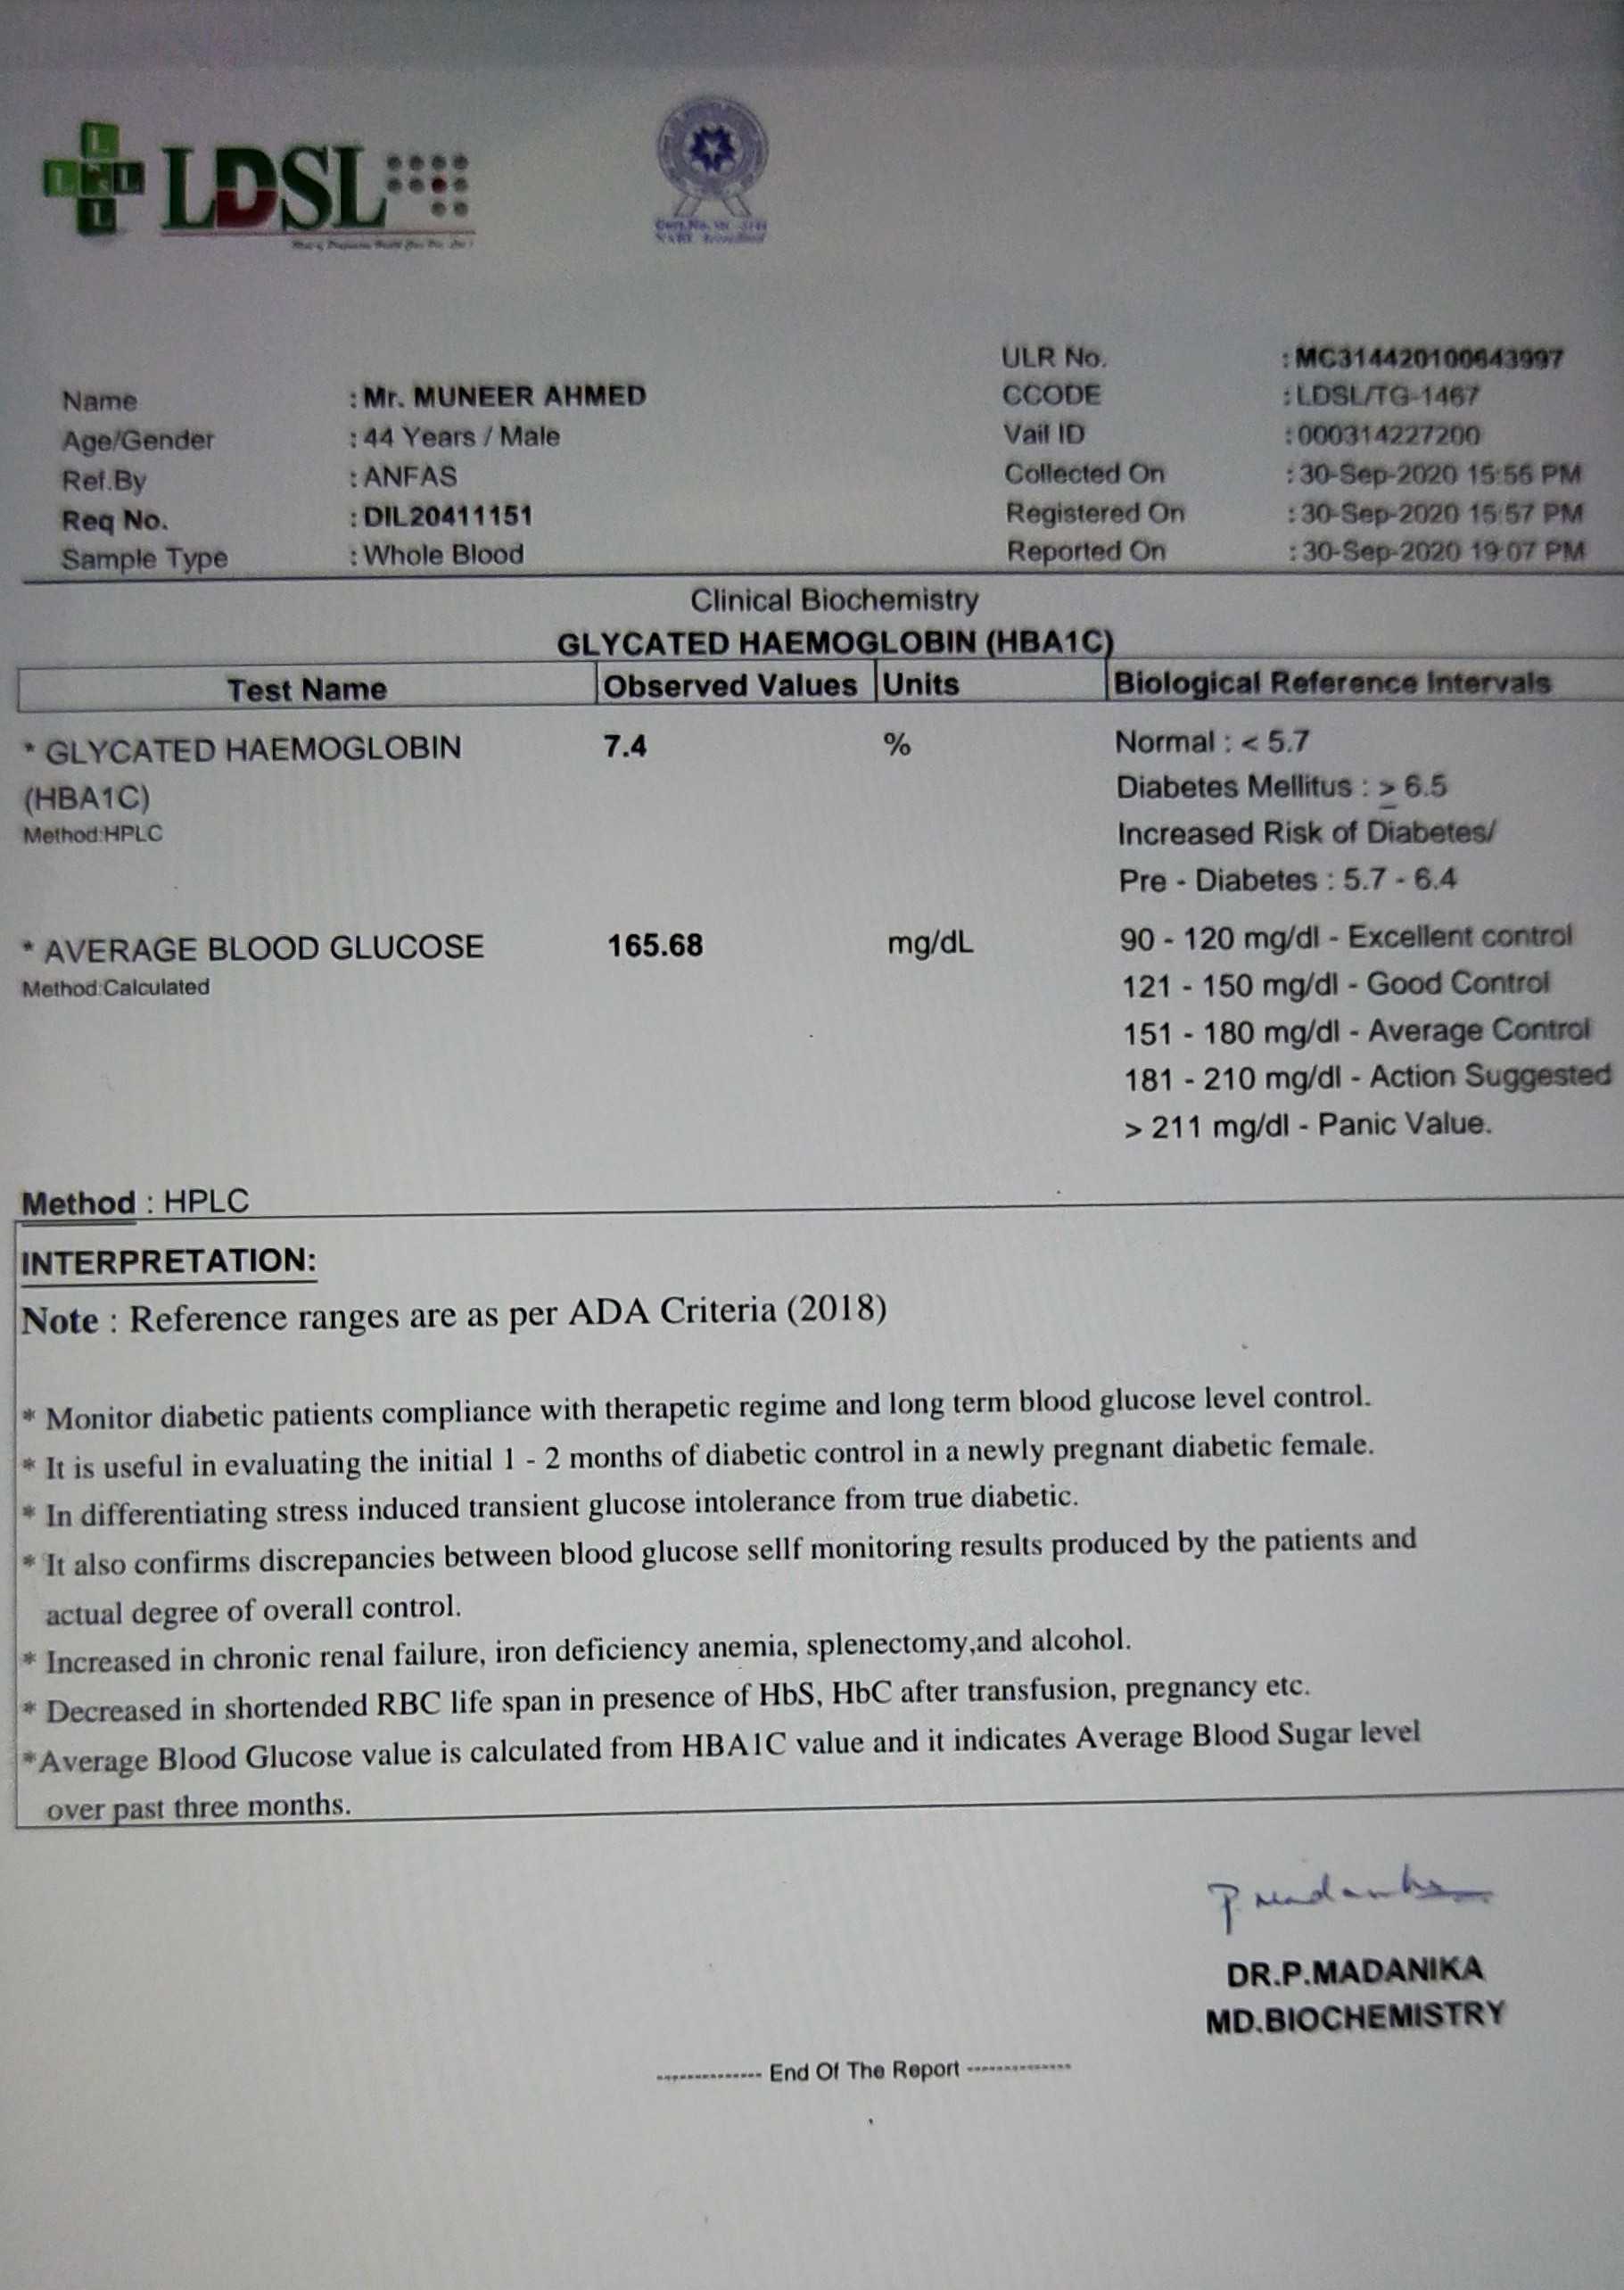 LDSL
ULR No. : MC314420100643997
Name : Mr. MUNEER AHMED CCODE : LDSL/TG-1467
Age/Gender : 44 Years / Male Vail ID : 000314227200
Ref.By : ANFAS Collected On : 30-Sep-2020 15:56 PM
Req No. : DIL20411151 Registered On : 30-Sep-2020 15:57 PM
Sample Type : Whole Blood Reported On : 30-Sep-2020 19:07 PM
Clinical Biochemistry
GLYCATED HAEMOGLOBIN (HBA1C)
Test Name Observed Values Units Biological Reference Intervals
* GLYCATED HAEMOGLOBIN 7.4 % Normal : < 5.7
(HBA1C) Diabetes Mellitus : ≥ 6.5
Method:HPLC Increased Risk of Diabetes/
Pre - Diabetes : 5.7 - 6.4
* AVERAGE BLOOD GLUCOSE 165.68 mg/dL 90 - 120 mg/dl - Excellent control
Method:Calculated 121 - 150 mg/dl - Good Control
151 - 180 mg/dl - Average Control
181 - 210 mg/dl - Action Suggested
> 211 mg/dl - Panic Value.
Method : HPLC
INTERPRETATION:
Note : Reference ranges are as per ADA Criteria (2018)
* Monitor diabetic patients compliance with therapetic regime and long term blood glucose level control.
* It is useful in evaluating the initial 1 - 2 months of diabetic control in a newly pregnant diabetic female.
* In differentiating stress induced transient glucose intolerance from true diabetic.
* It also confirms discrepancies between blood glucose sellf monitoring results produced by the patients and
actual degree of overall control.
* Increased in chronic renal failure, iron deficiency anemia, splenectomy,and alcohol.
* Decreased in shortended RBC life span in presence of HbS, HbC after transfusion, pregnancy etc.
*Average Blood Glucose value is calculated from HBA1C value and it indicates Average Blood Sugar level
over past three months.
P Madanika
DR.P.MADANIKA
MD.BIOCHEMISTRY
-------------- End Of The Report --------------